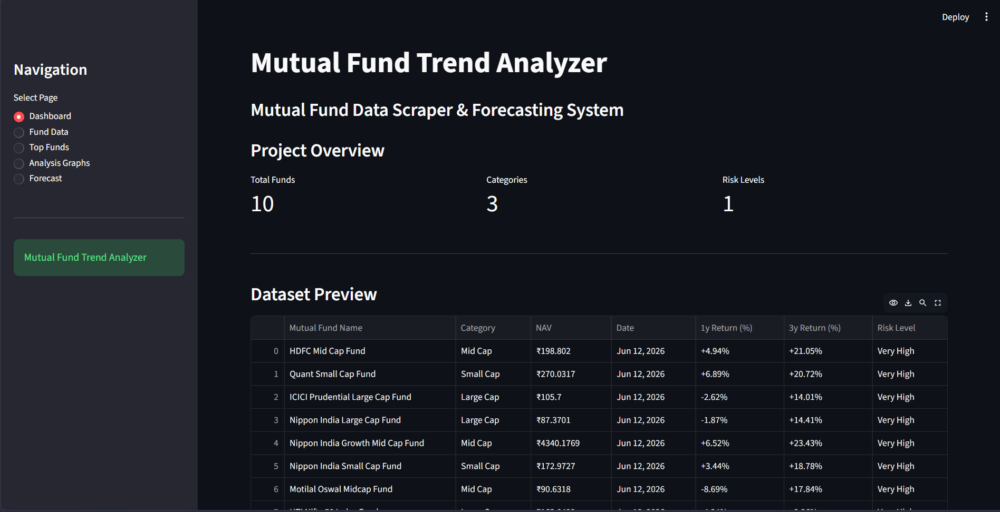 Deploy
Navigation
Select Page
Dashboard
Fund Data
Top Funds
Analysis Graphs
Forecast
Mutual Fund Trend Analyzer
Mutual Fund Trend Analyzer
Mutual Fund Data Scraper & Forecasting System
Project Overview
Total Funds Categories Risk Levels
10 3 1
Dataset Preview
Mutual Fund Name Category NAV Date 1y Return (%) 3y Return (%) Risk Level
0 HDFC Mid Cap Fund Mid Cap ₹198.802 Jun 12, 2026 +4.94% +21.05% Very High
1 Quant Small Cap Fund Small Cap ₹270.0317 Jun 12, 2026 +6.89% +20.72% Very High
2 ICICI Prudential Large Cap Fund Large Cap ₹105.7 Jun 12, 2026 -2.62% +14.01% Very High
3 Nippon India Large Cap Fund Large Cap ₹87.3701 Jun 12, 2026 -1.87% +14.41% Very High
4 Nippon India Growth Mid Cap Fund Mid Cap ₹4340.1769 Jun 12, 2026 +6.52% +23.43% Very High
5 Nippon India Small Cap Fund Small Cap ₹172.9727 Jun 12, 2026 +3.44% +18.78% Very High
6 Motilal Oswal Midcap Fund Mid Cap ₹90.6318 Jun 12, 2026 -8.69% +17.84% Very High